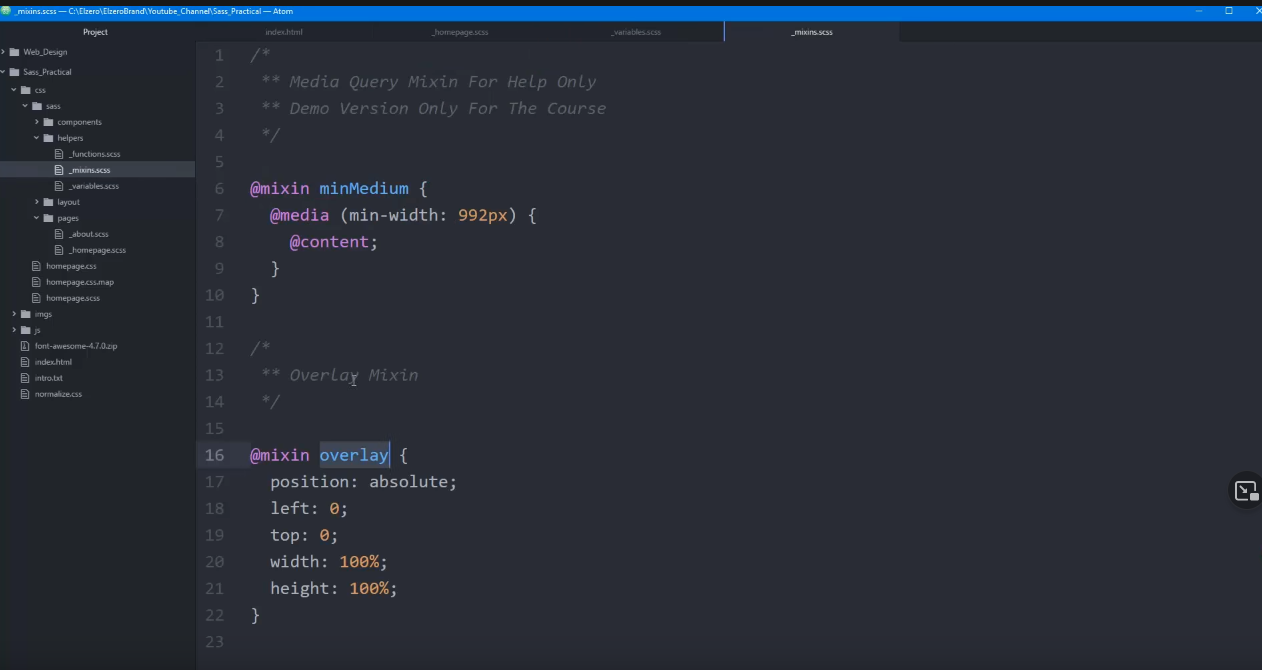 _mixins.scss — C:\Elzero\ElzeroBrand\Youtube_Channel\Sass_Practical — Atom
Project
index.html
_homepage.scss
_variables.scss
_mixins.scss
Web_Design
Sass_Practical
css
sass
components
helpers
_functions.scss
_mixins.scss
_variables.scss
layout
pages
_about.scss
_homepage.scss
homepage.css
homepage.css.map
homepage.scss
imgs
js
font-awesome-4.7.0.zip
index.html
intro.txt
normalize.css
1 /*
2 ** Media Query Mixin For Help Only
3 ** Demo Version Only For The Course
4 */
5
6 @mixin minMedium {
7 @media (min-width: 992px) {
8 @content;
9 }
10 }
11
12 /*
13 ** Overlay Mixin
14 */
15
16 @mixin overlay {
17 position: absolute;
18 left: 0;
19 top: 0;
20 width: 100%;
21 height: 100%;
22 }
23